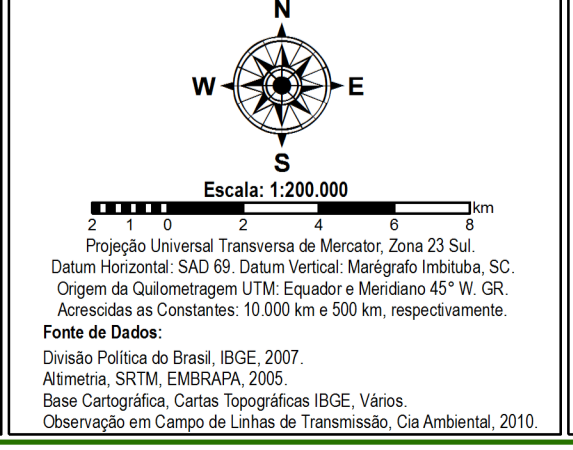 N
W E
S
Escala: 1:200.000
km
2 1 0 2 4 6 8
Projeção Universal Transversa de Mercator, Zona 23 Sul.
Datum Horizontal: SAD 69. Datum Vertical: Marégrafo Imbituba, SC.
Origem da Quilometragem UTM: Equador e Meridiano 45° W. GR.
Acrescidas as Constantes: 10.000 km e 500 km, respectivamente.
Fonte de Dados:
Divisão Política do Brasil, IBGE, 2007.
Altimetria, SRTM, EMBRAPA, 2005.
Base Cartográfica, Cartas Topográficas IBGE, Vários.
Observação em Campo de Linhas de Transmissão, Cia Ambiental, 2010.